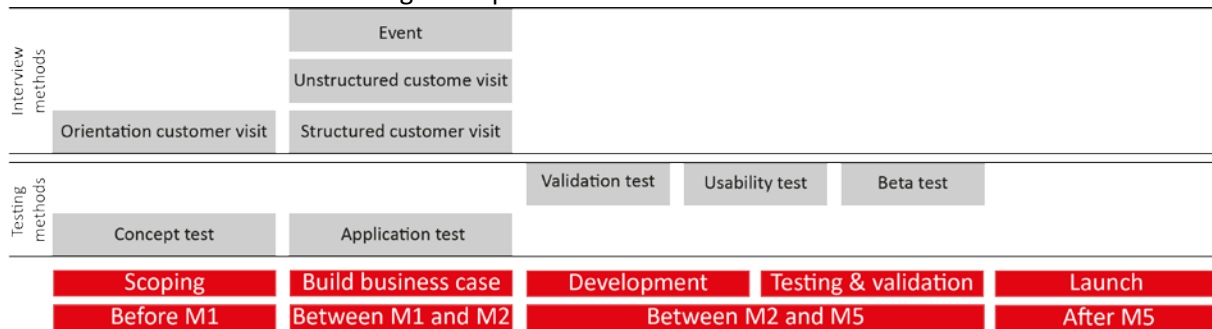 Interview
methods
Event
Unstructured custome visit
Orientation customer visit
Structured customer visit
Testing
methods
Validation test
Usability test
Beta test
Concept test
Application test
Scoping
Build business case
Development
Testing & validation
Launch
Before M1
Between M1 and M2
Between M2 and M5
After M5